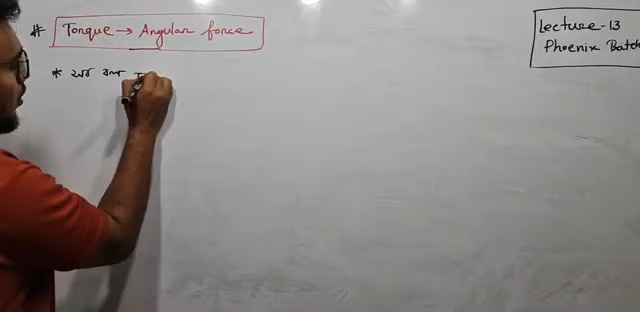 # Torque → Angular force
Lecture-13
Phoenix Batch
*